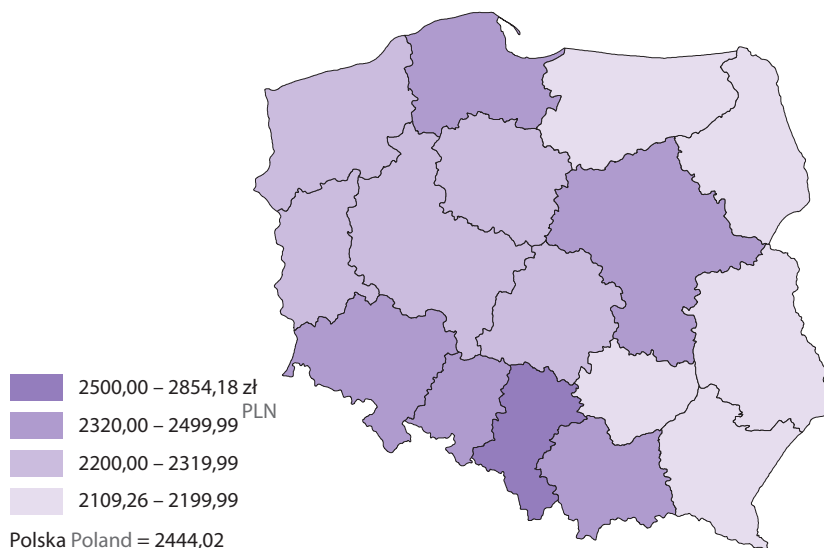 2500,00 – 2854,18 zł
PLN
2320,00 – 2499,99
2200,00 – 2319,99
2109,26 – 2199,99
Polska Poland = 2444,02